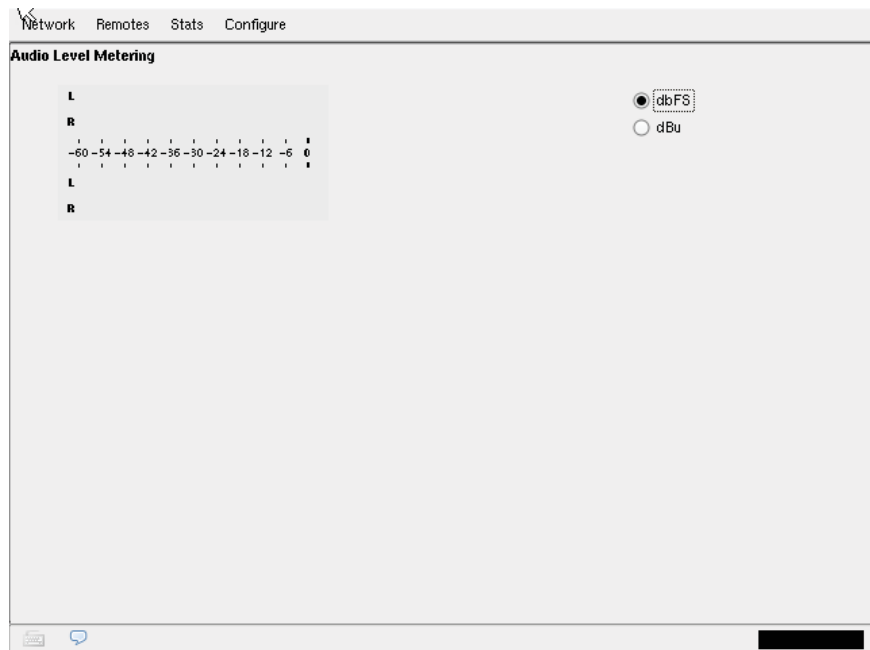 Network Remotes Stats Configure
Audio Level Metering
L
R
-60 -54 -48 -42 -36 -30 -24 -18 -12 -6 0
L
R
dbFS
dBu